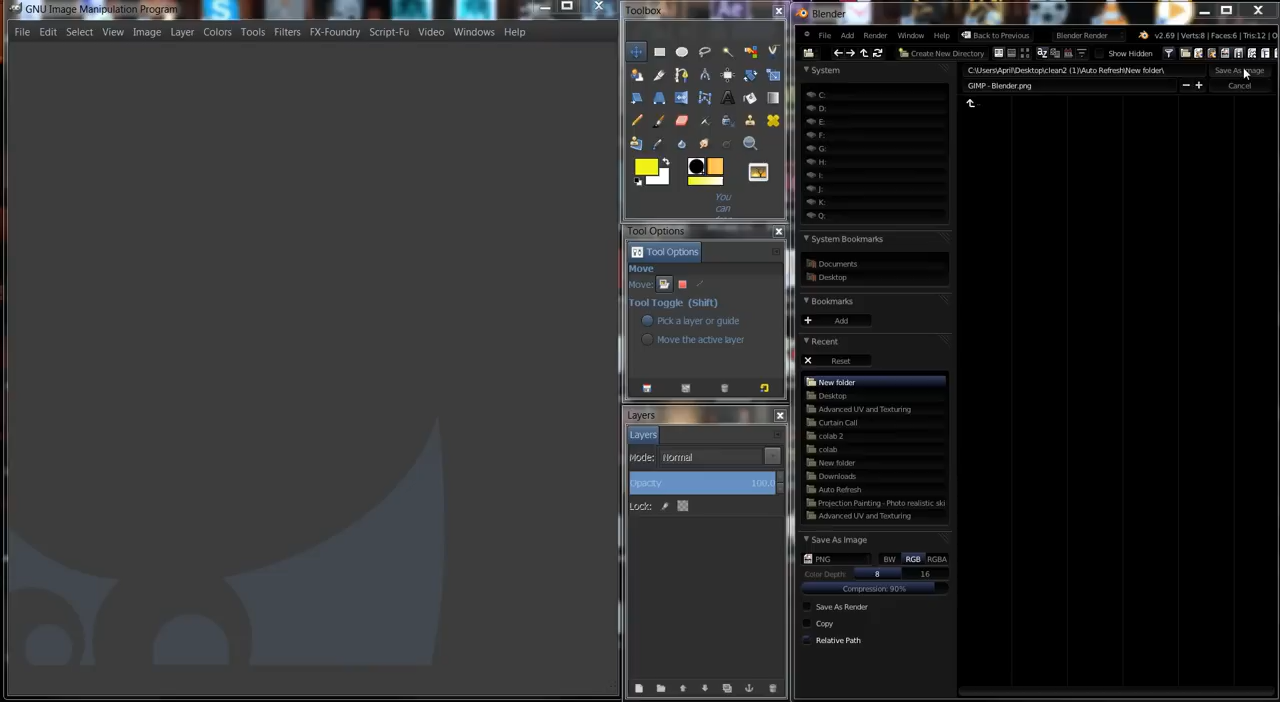 GNU Image Manipulation Program
File Edit Select View Image Layer Colors Tools Filters FX-Foundry Script-Fu Video Windows Help
Toolbox
You
can
Tool Options
Tool Options
Move
Move:
Tool Toggle (Shift)
Pick a layer or guide
Move the active layer
Layers
Layers
Mode: Normal
Opacity 100.0
Lock:
Blender
File Add Render Window Help Back to Previous Blender Render v2.69 | Verts:8 | Faces:6 | Tris:12 | O
Create New Directory Show Hidden
System
C:
D:
E:
F:
G:
H:
I:
J:
K:
Q:
System Bookmarks
Documents
Desktop
Bookmarks
Add
Recent
Reset
New folder
Desktop
Advanced UV and Texturing
Curtain Call
colab 2
colab
New folder
Downloads
Auto Refresh
Projection Painting - Photo realistic ski
Advanced UV and Texturing
Save As Image
PNG BW RGB RGBA
Color Depth: 8 16
Compression: 90%
Save As Render
Copy
Relative Path
C:\Users\April\Desktop\clean2 (1)\Auto Refresh\New folder\ Save As Image
GIMP - Blender.png Cancel